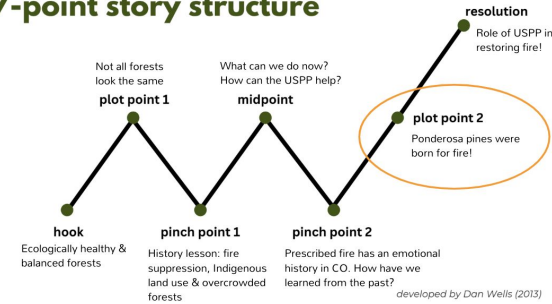 7-point story structure
resolution
Role of USPP in
restoring fire!
Not all forests
look the same
plot point 1
What can we do now?
How can the USPP help?
midpoint
plot point 2
Ponderosa pines were
born for fire!
hook
Ecologically healthy &
balanced forests
pinch point 1
History lesson: fire
suppression, Indigenous
land use & overcrowded
forests
pinch point 2
Prescribed fire has an emotional
history in CO. How have we
learned from the past?
developed by Dan Wells (2013)